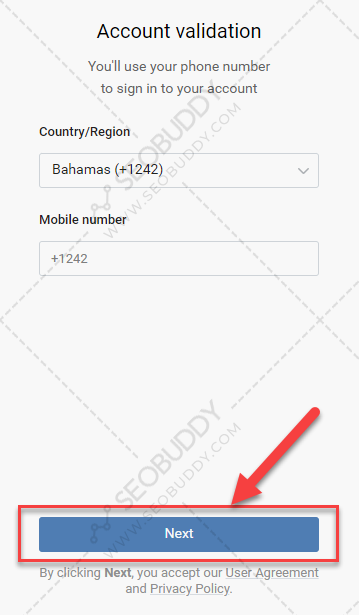 Account validation
You'll use your phone number
to sign in to your account
Country/Region
Bahamas (+1242)
Mobile number
+1242
Next
By clicking Next, you accept our User Agreement
and Privacy Policy.
SEOBUDDY
WWW.SEOBUDDY.COM
SEOBUDDY
WWW.SEOBUDDY.COM